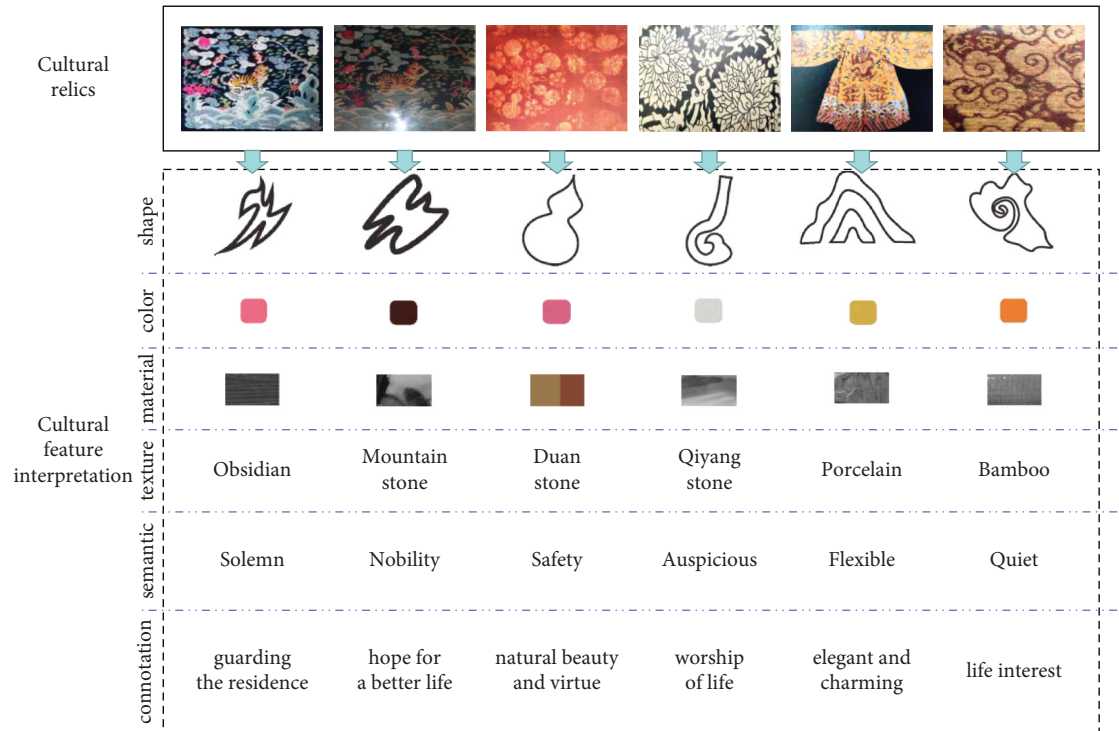 Cultural
relics
Cultural
feature
interpretation
shape
color
material
texture
Obsidian
Mountain
stone
Duan
stone
Qiyang
stone
Porcelain
Bamboo
semantic
Solemn
Nobility
Safety
Auspicious
Flexible
Quiet
connotation
guarding
the residence
hope for
a better life
natural beauty
and virtue
worship
of life
elegant and
charming
life interest